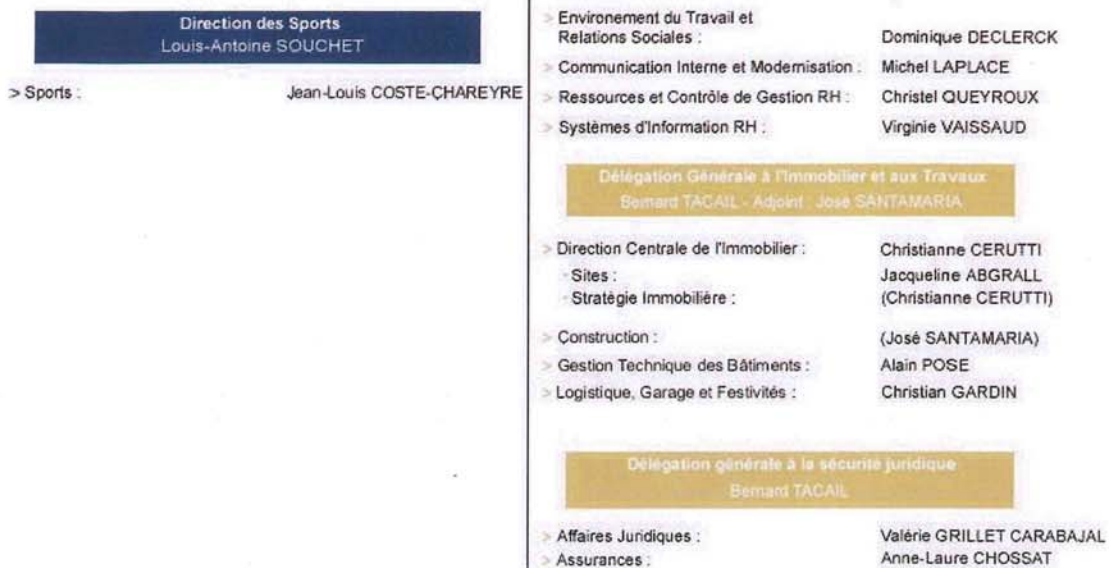 Direction des Sports
Louis-Antoine SOUCHET
> Sports : Jean-Louis COSTE-CHAREYRE
> Environement du Travail et
Relations Sociales : Dominique DECLERCK
> Communication Interne et Modernisation : Michel LAPLACE
> Ressources et Contrôle de Gestion RH : Christel QUEYROUX
> Systèmes d'Information RH : Virginie VAISSAUD
Délégation Générale à l'Immobilier et aux Travaux
Bernard TACAIL - Adjoint : José SANTAMARIA
> Direction Centrale de l'Immobilier : Christianne CERUTTI
- Sites : Jacqueline ABGRALL
- Stratégie Immobilière : (Christianne CERUTTI)
> Construction : (José SANTAMARIA)
> Gestion Technique des Bâtiments : Alain POSE
> Logistique, Garage et Festivités : Christian GARDIN
Délégation générale à la sécurité juridique
Bernard TACAIL
> Affaires Juridiques : Valérie GRILLET CARABAJAL
> Assurances : Anne-Laure CHOSSAT